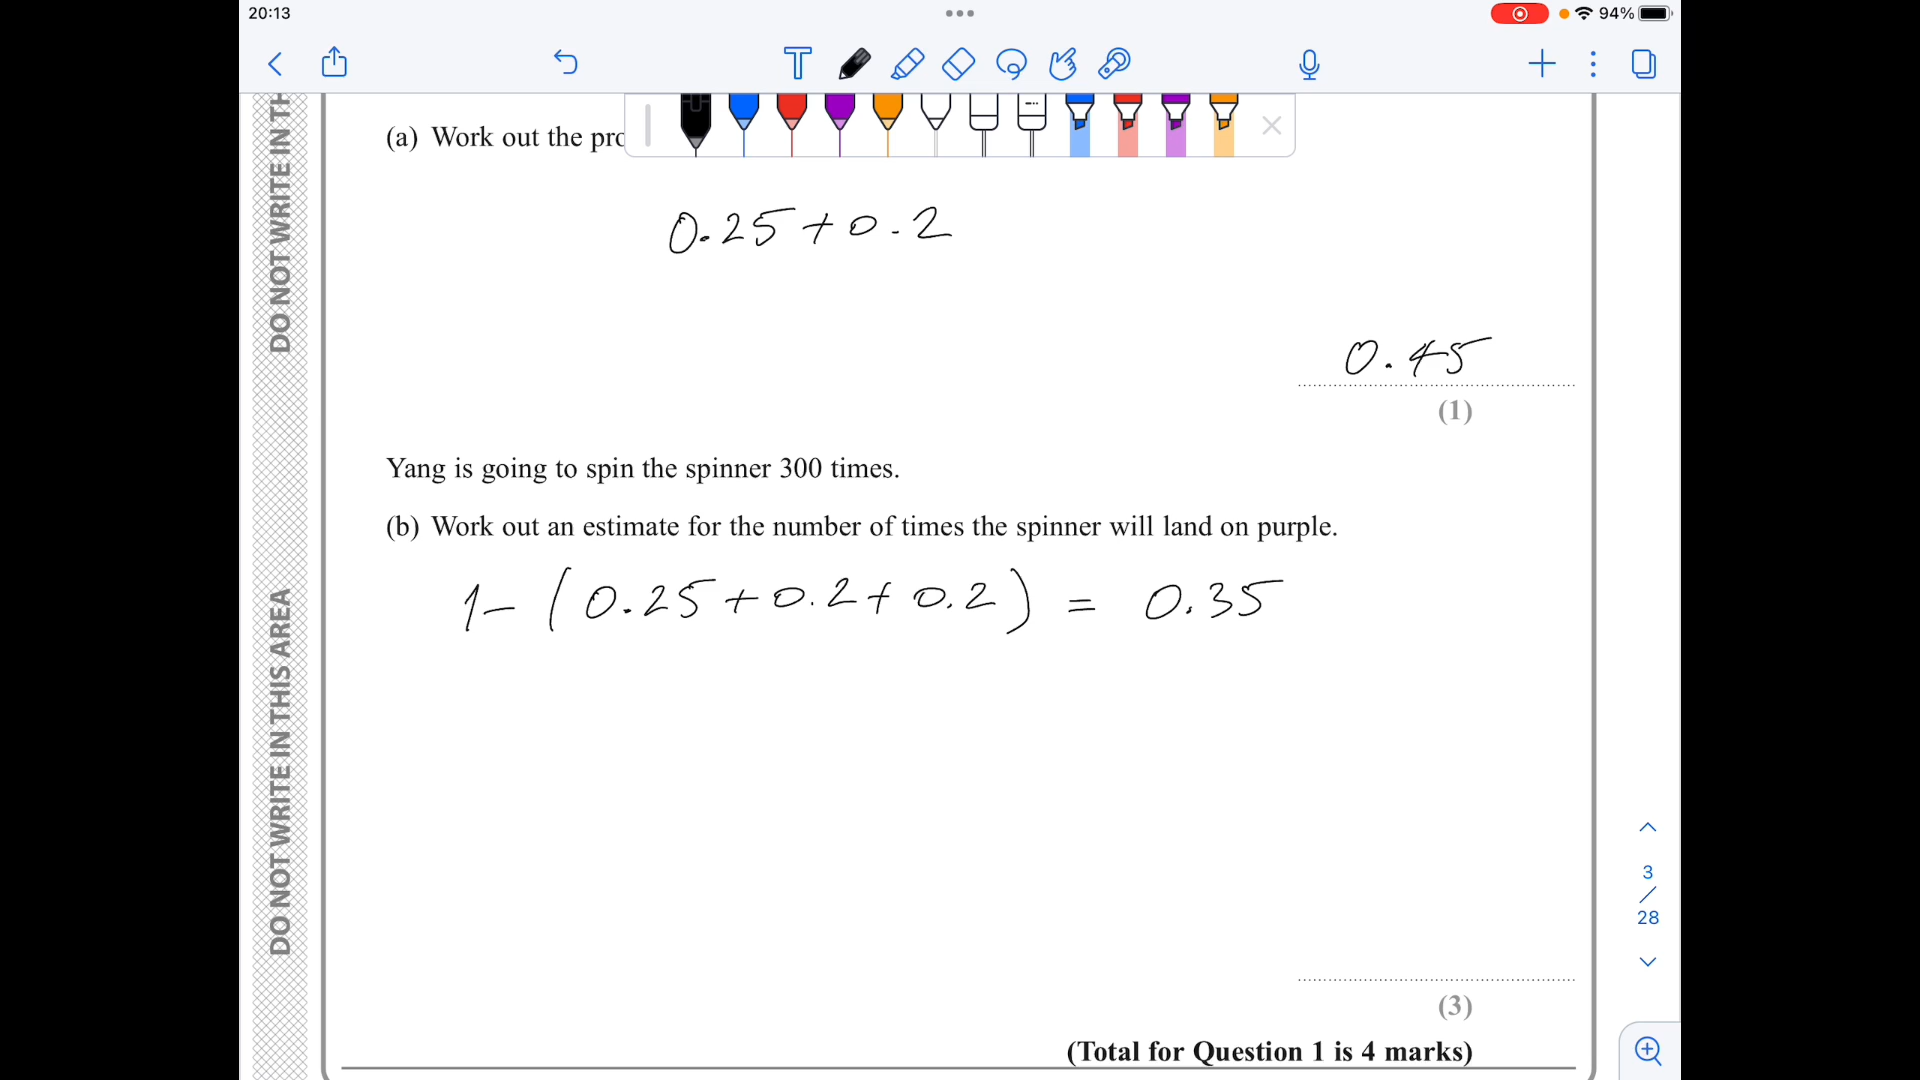 20:13
94%
T
(a) Work out the pro
0.25 + 0.2
0.45
(1)
Yang is going to spin the spinner 300 times.
(b) Work out an estimate for the number of times the spinner will land on purple.
1 - (0.25 + 0.2 + 0.2) = 0.35
3
/
28
(3)
(Total for Question 1 is 4 marks)
DO NOT WRITE IN TH
DO NOT WRITE IN THIS AREA